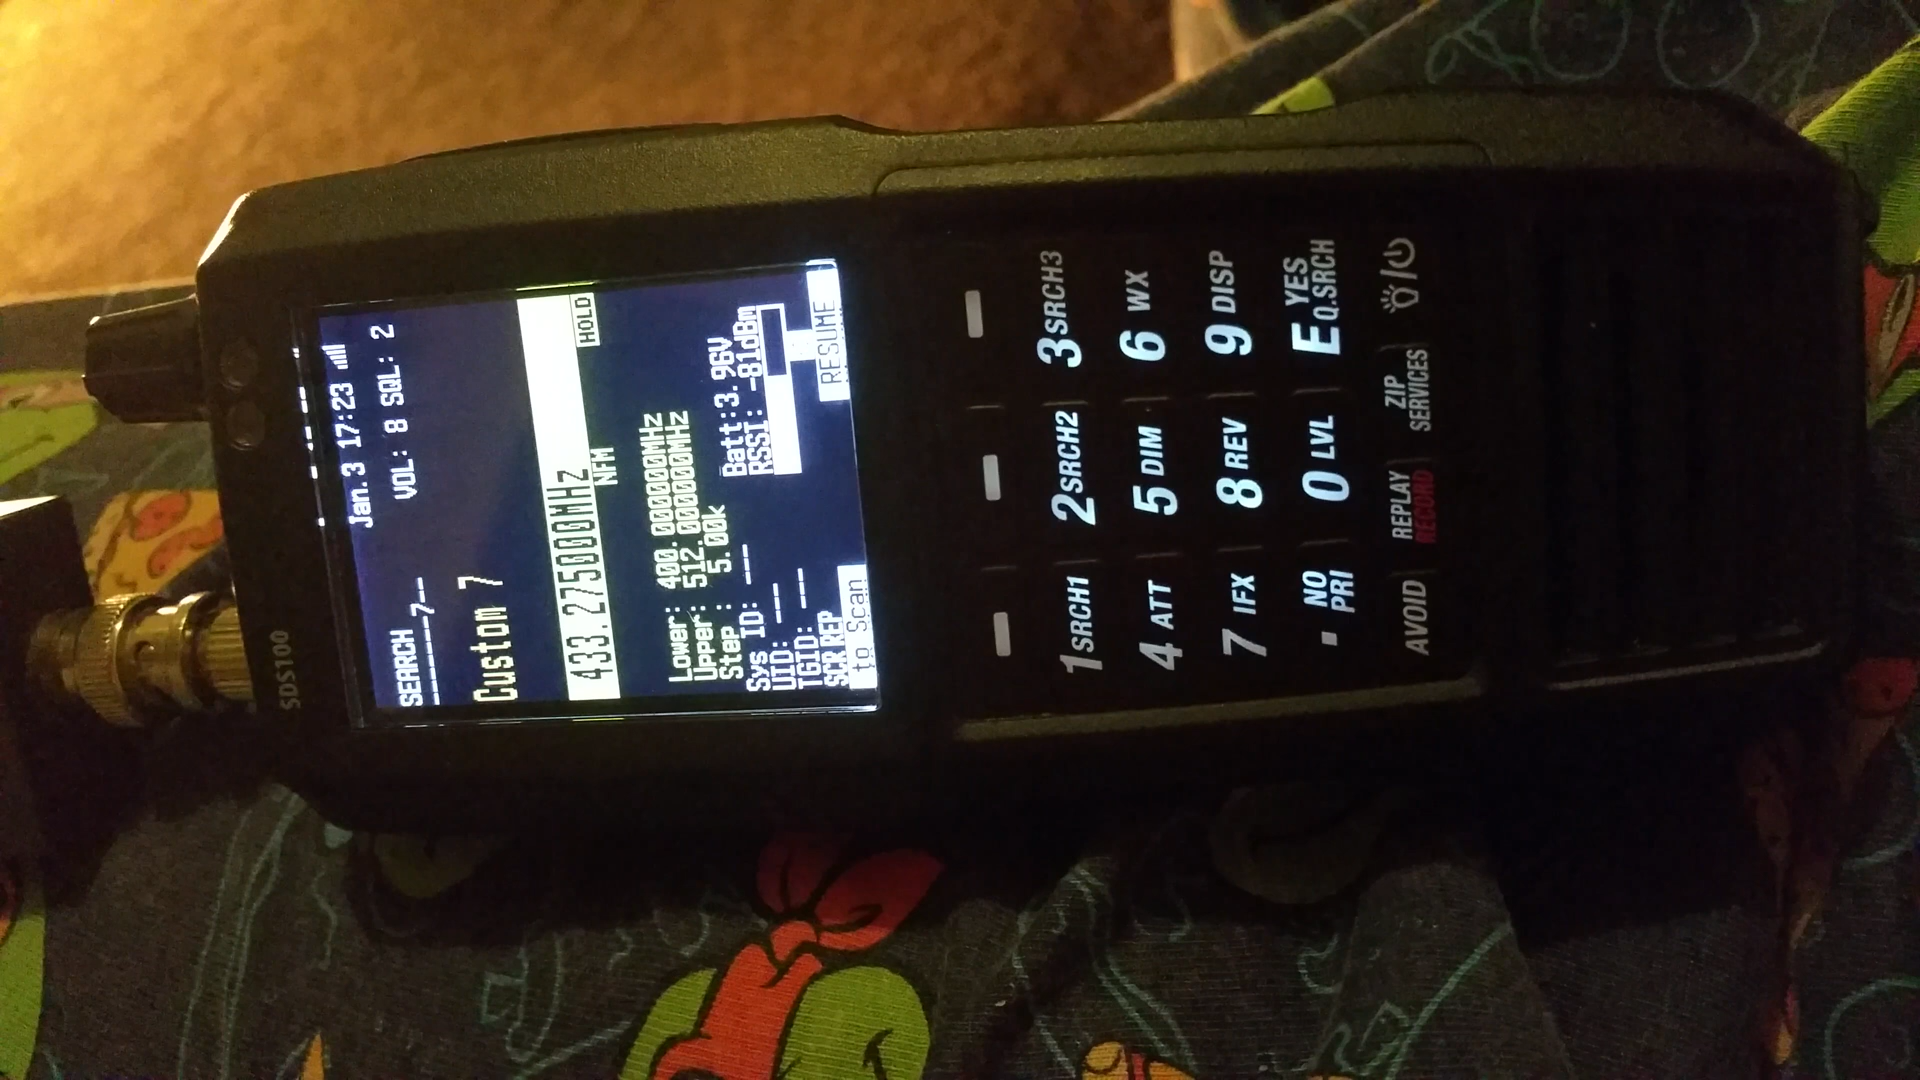 SDS100
Jan. 3 17:23
VOL: 8 SQL: 2
SEARCH
------7--
Custom 7
433.275000MHz
NFM HOLD
Lower: 400.000000MHz
Upper: 512.000000MHz
Step : 5.00k
Sys ID: --- Batt:3.96V
UID: --- RSSI: -81dBm
TGID: ---
SCR REP
to Scan RESUME
1 SRCH1 2 SRCH2 3 SRCH3
4 ATT 5 DIM 6 WX
7 IFX 8 REV 9 DISP
. NO PRI 0 LVL E YES Q.SRCH
AVOID REPLAY RECORD ZIP SERVICES